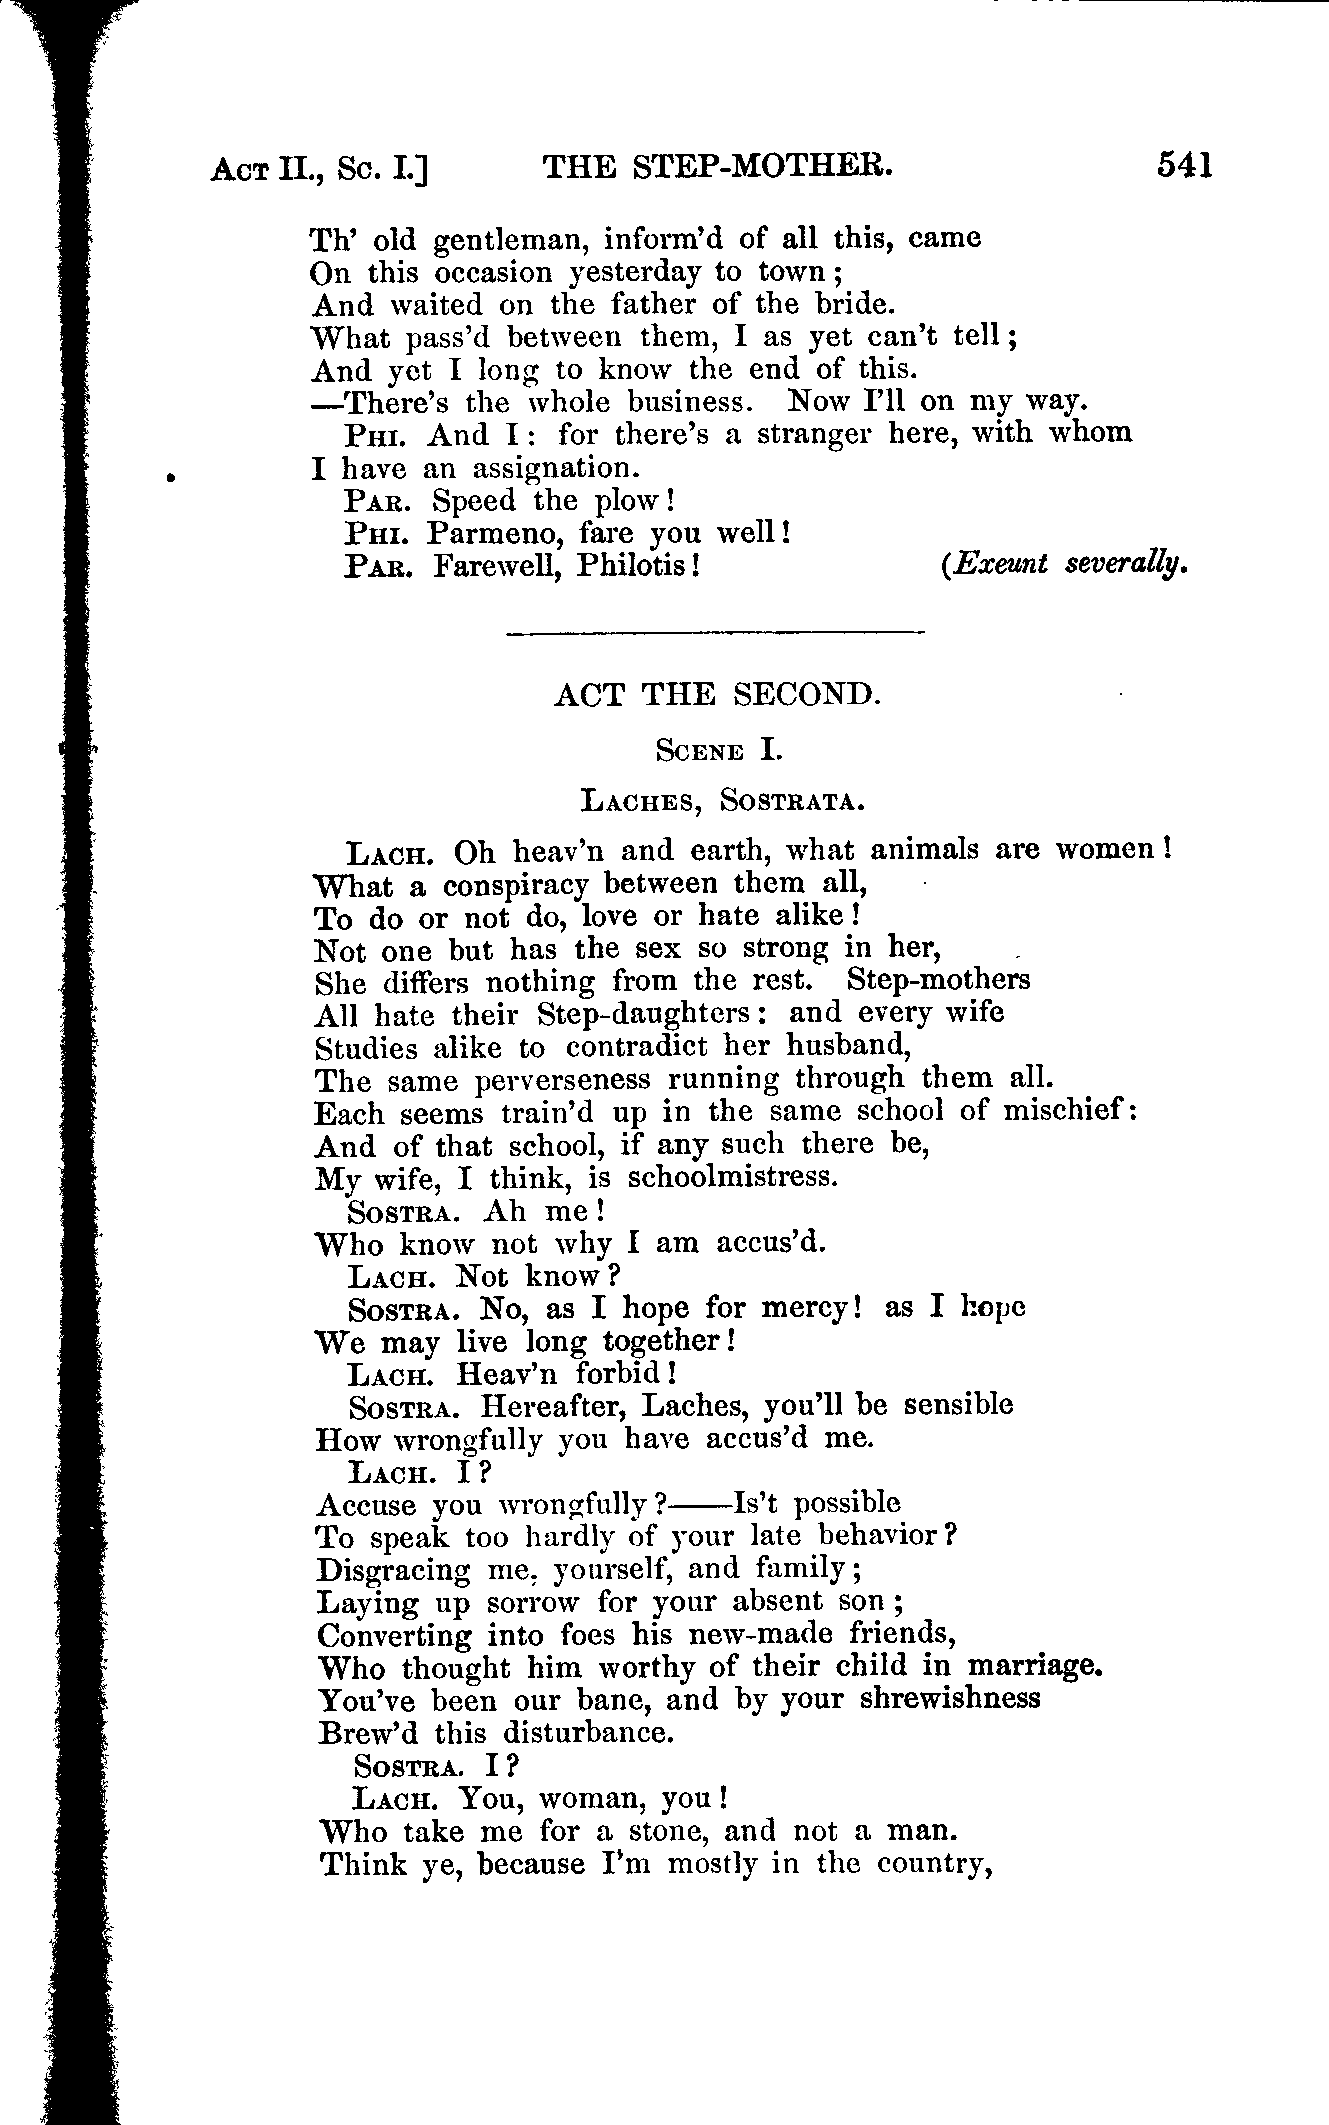 ACT II., SC. I.] THE STEP-MOTHER. 541
Th' old gentleman, inform'd of all this, came
On this occasion yesterday to town;
And waited on the father of the bride.
What pass'd between them, I as yet can't tell;
And yet I long to know the end of this.
—There's the whole business. Now I'll on my way.
PHI. And I: for there's a stranger here, with whom
I have an assignation.
PAR. Speed the plow!
PHI. Parmeno, fare you well!
PAR. Farewell, Philotis! (Exeunt severally.
ACT THE SECOND.
SCENE I.
LACHES, SOSTRATA.
LACH. Oh heav'n and earth, what animals are women!
What a conspiracy between them all,
To do or not do, love or hate alike!
Not one but has the sex so strong in her,
She differs nothing from the rest. Step-mothers
All hate their Step-daughters: and every wife
Studies alike to contradict her husband,
The same perverseness running through them all.
Each seems train'd up in the same school of mischief:
And of that school, if any such there be,
My wife, I think, is schoolmistress.
SOSTRA. Ah me!
Who know not why I am accus'd.
LACH. Not know?
SOSTRA. No, as I hope for mercy! as I hope
We may live long together!
LACH. Heav'n forbid!
SOSTRA. Hereafter, Laches, you'll be sensible
How wrongfully you have accus'd me.
LACH. I?
Accuse you wrongfully?——Is't possible
To speak too hardly of your late behavior?
Disgracing me, yourself, and family;
Laying up sorrow for your absent son;
Converting into foes his new-made friends,
Who thought him worthy of their child in marriage.
You've been our bane, and by your shrewishness
Brew'd this disturbance.
SOSTRA. I?
LACH. You, woman, you!
Who take me for a stone, and not a man.
Think ye, because I'm mostly in the country,